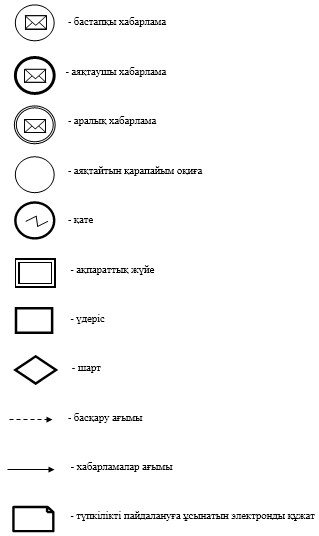 - бастапқы хабарлама
- аяқтаушы хабарлама
- аралық хабарлама
- аяқтайтын қарапайым оқиға
- қате
- ақпараттық жүйе
- үдеріс
- шарт
- басқару ағымы
- хабарламалар ағымы
- түпкілікті пайдалануға ұсынатын электронды құжат